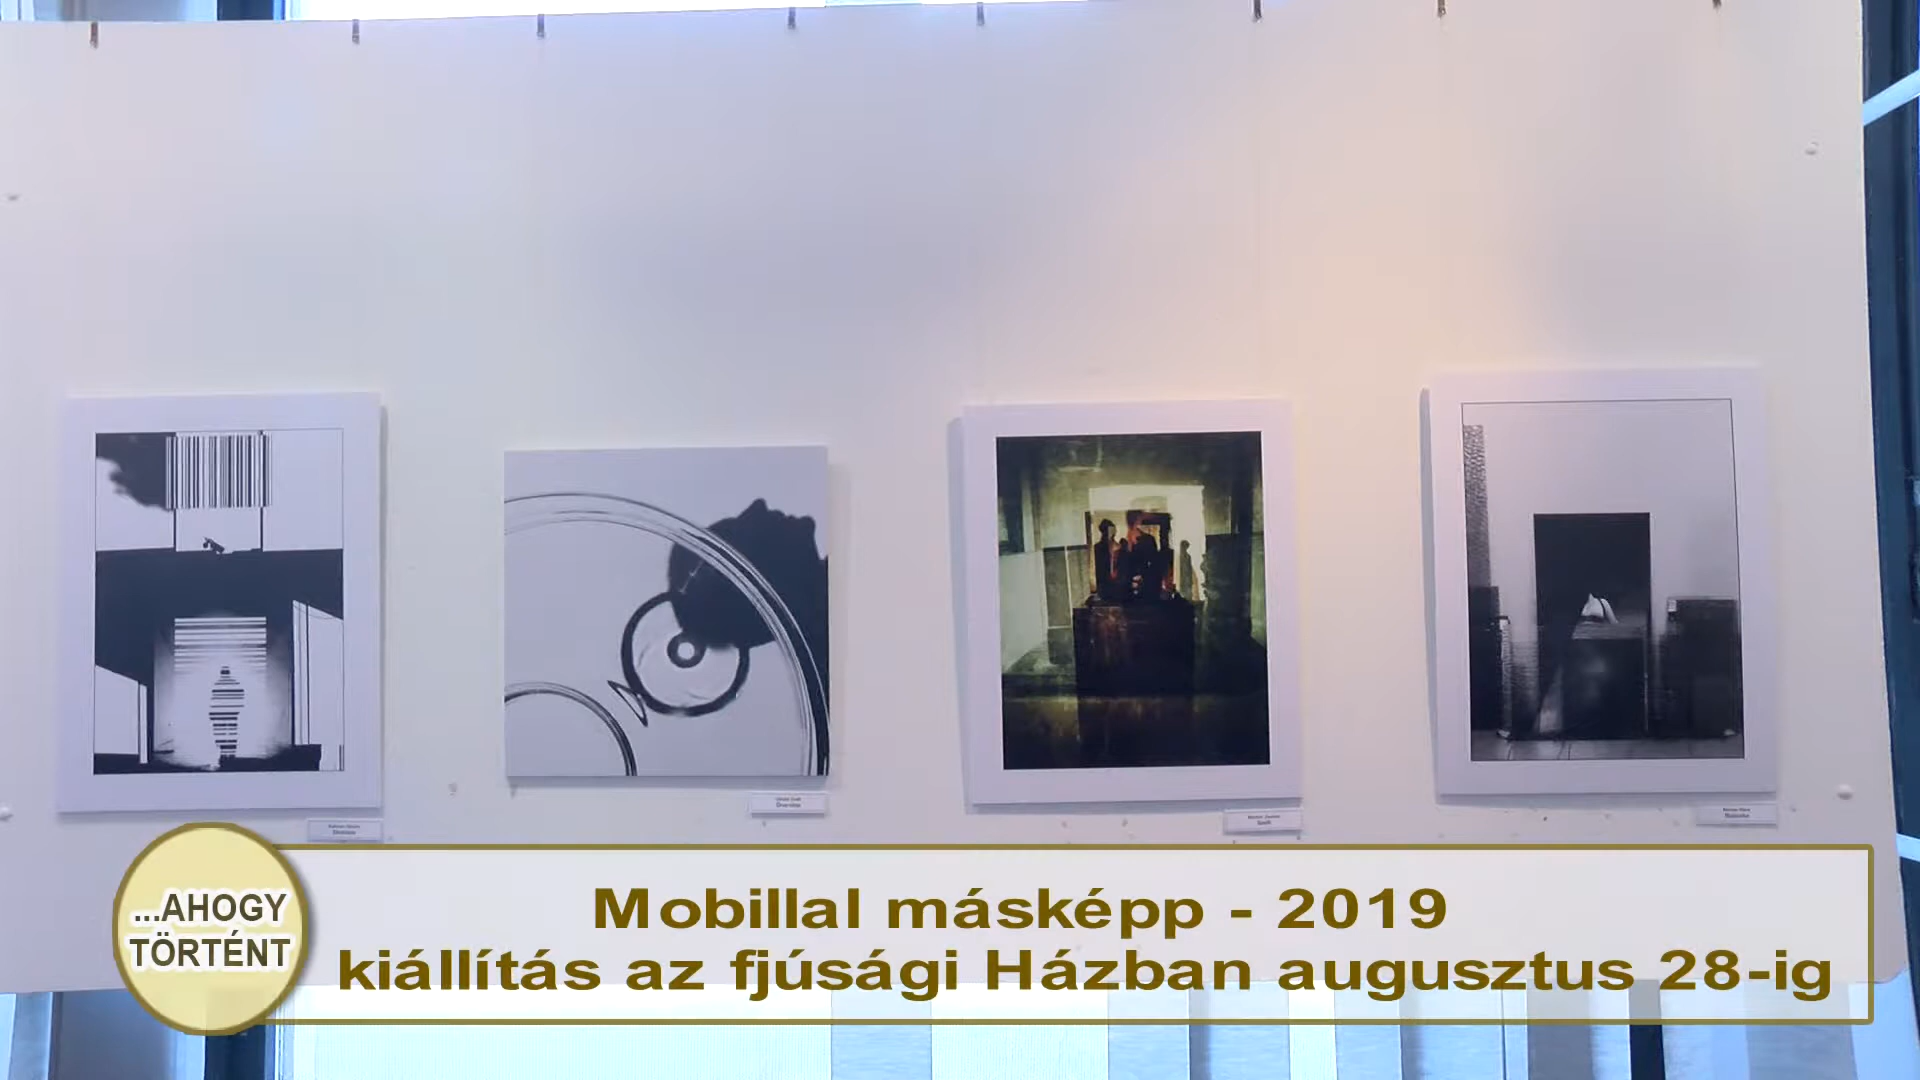 ...AHOGY
TÖRTÉNT
Mobillal másképp - 2019
kiállítás az fjúsági Házban augusztus 28-ig